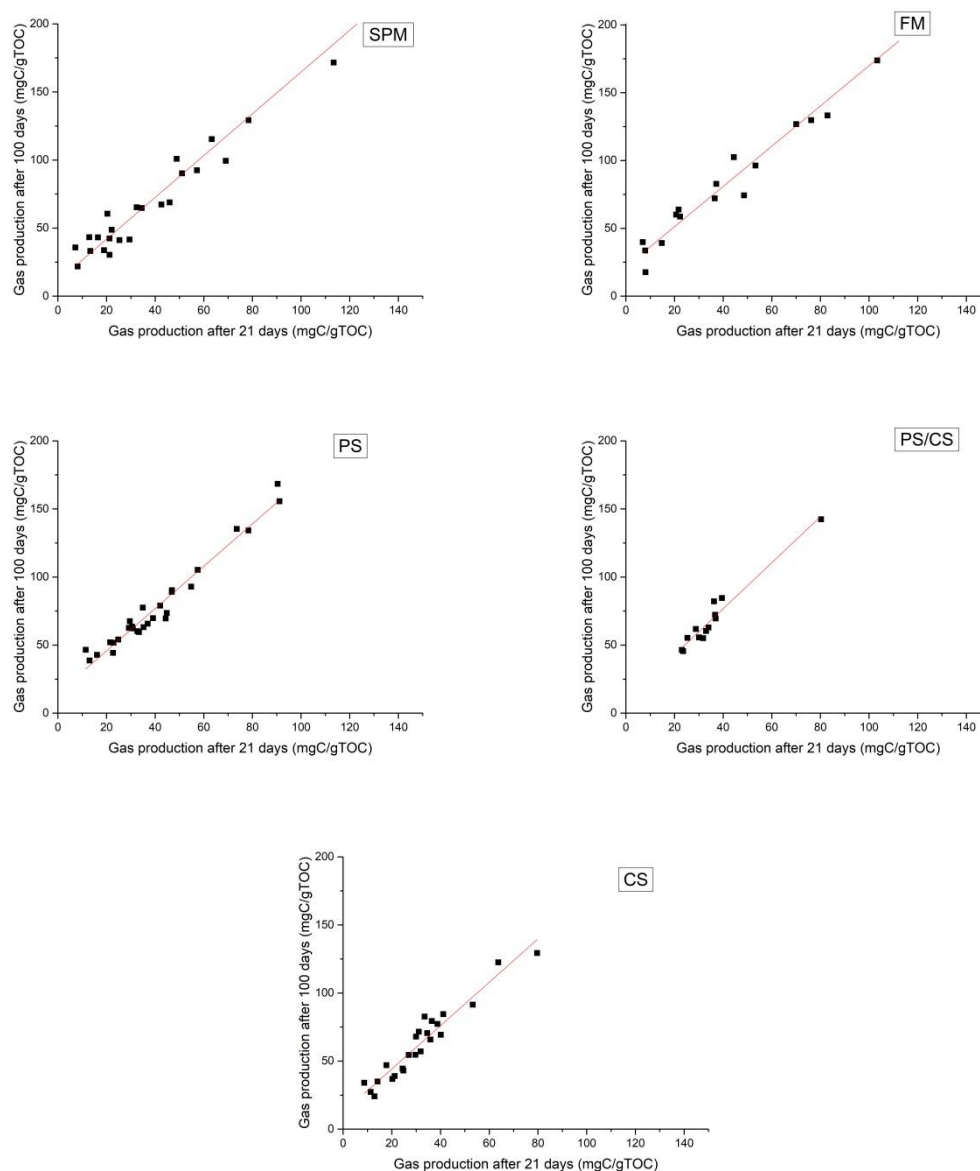 SPM
Gas production after 100 days (mgC/gTOC)
200
150
100
50
0
0 20 40 60 80 100 120 140
Gas production after 21 days (mgC/gTOC)
FM
Gas production after 100 days (mgC/gTOC)
200
150
100
50
0
0 20 40 60 80 100 120 140
Gas production after 21 days (mgC/gTOC)
PS
Gas production after 100 days (mgC/gTOC)
200
150
100
50
0
0 20 40 60 80 100 120 140
Gas production after 21 days (mgC/gTOC)
PS/CS
Gas production after 100 days (mgC/gTOC)
200
150
100
50
0
0 20 40 60 80 100 120 140
Gas production after 21 days (mgC/gTOC)
CS
Gas production after 100 days (mgC/gTOC)
200
150
100
50
0
0 20 40 60 80 100 120 140
Gas production after 21 days (mgC/gTOC)